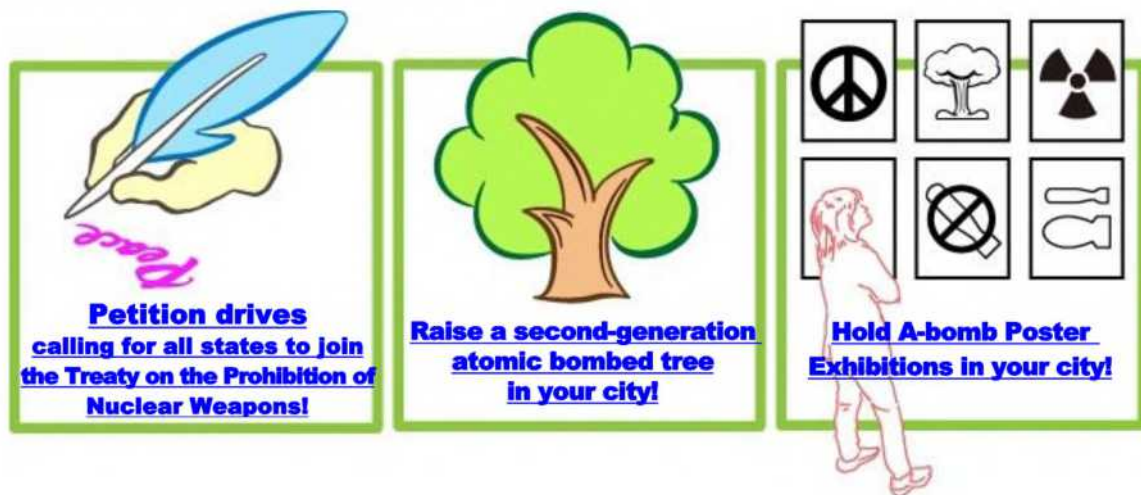 Peace
Petition drives
calling for all states to join
the Treaty on the Prohibition of
Nuclear Weapons!
Raise a second-generation
atomic bombed tree
in your city!
Hold A-bomb Poster
Exhibitions in your city!